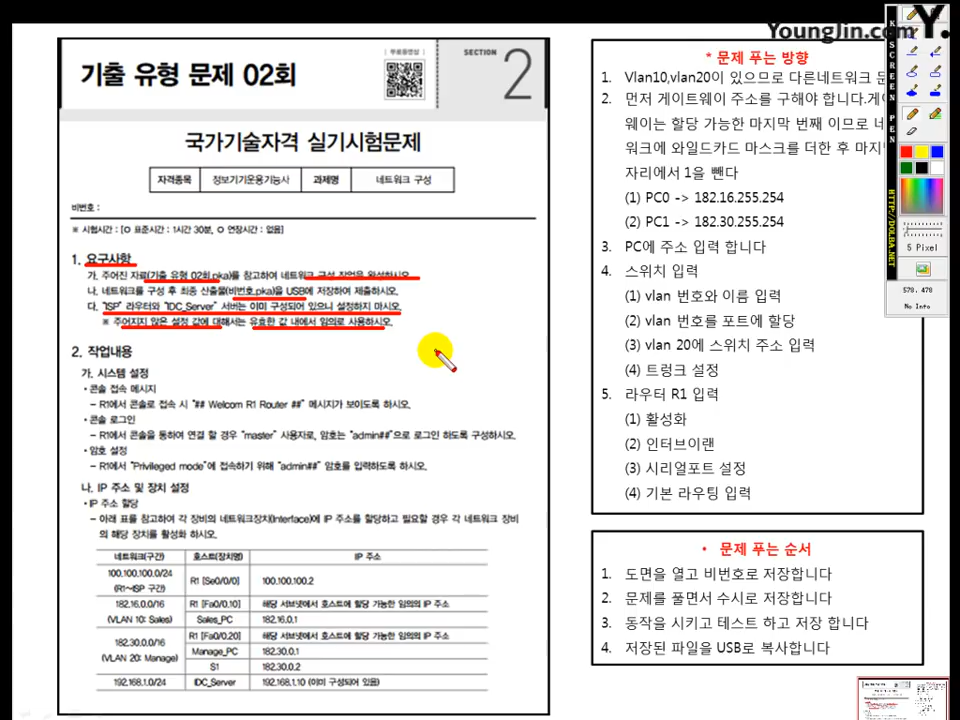 YoungJin.com Y.
기출 유형 문제 02회
무료동영상
SECTION
2
국가기술자격 실기시험문제
자격종목 정보기기운용기능사 과제명 네트워크 구성
비번호 :
※ 시험시간 : [O 표준시간 : 1시간 30분, O 연장시간 : 없음]
1. 요구사항
가. 주어진 자료(기출 유형 02회.pka)를 참고하여 네트워크 구성 작업을 완성하시오.
나. 네트워크를 구성 후 최종 산출물(비번호.pka)을 USB에 저장하여 제출하시오.
다. "ISP" 라우터와 "IDC_Server" 서버는 이미 구성되어 있으니 설정하지 마시오.
※ 주어지지 않은 설정 값에 대해서는 유효한 값 내에서 임의로 사용하시오.
2. 작업내용
가. 시스템 설정
• 콘솔 접속 메시지
– R1에서 콘솔로 접속 시 "## Welcom R1 Router ##" 메시지가 보이도록 하시오.
• 콘솔 로그인
– R1에서 콘솔을 통하여 연결 할 경우 "master" 사용자로, 암호는 "admin##"으로 로그인 하도록 구성하시오.
• 암호 설정
– R1에서 "Privileged mode"에 접속하기 위해 "admin##" 암호를 입력하도록 하시오.
나. IP 주소 및 장치 설정
• IP 주소 할당
– 아래 표를 참고하여 각 장비의 네트워크장치(Interface)에 IP 주소를 할당하고 필요할 경우 각 네트워크 장비
의 해당 장치를 활성화 하시오.
네트워크(구간) 호스트(장치명) IP 주소
100.100.100.0/24
(R1~ISP 구간) R1 [Se0/0/0] 100.100.100.2
182.16.0.0/16 R1 [Fa0/0.10] 해당 서브넷에서 호스트에 할당 가능한 임의의 IP 주소
(VLAN 10: Sales) Sales_PC 182.16.0.1
182.30.0.0/16 R1 [Fa0/0.20] 해당 서브넷에서 호스트에 할당 가능한 임의의 IP 주소
(VLAN 20: Manage) Manage_PC 182.30.0.1
S1 182.30.0.2
192.168.1.0/24 IDC_Server 192.168.1.10 (이미 구성되어 있음)
* 문제 푸는 방향
1. Vlan10,vlan20이 있으므로 다른네트워크
2. 먼저 게이트웨이 주소를 구해야 합니다.게
웨이는 할당 가능한 마지막 번째 이므로 네
워크에 와일드카드 마스크를 더한 후 마지
자리에서 1을 뺀다
(1) PC0 -> 182.16.255.254
(2) PC1 -> 182.30.255.254
3. PC에 주소 입력 합니다
4. 스위치 입력
(1) vlan 번호와 이름 입력
(2) vlan 번호를 포트에 할당
(3) vlan 20에 스위치 주소 입력
(4) 트렁크 설정
5. 라우터 R1 입력
(1) 활성화
(2) 인터브이랜
(3) 시리얼포트 설정
(4) 기본 라우팅 입력
• 문제 푸는 순서
1. 도면을 열고 비번호로 저장합니다
2. 문제를 풀면서 수시로 저장합니다
3. 동작을 시키고 테스트 하고 저장 합니다
4. 저장된 파일을 USB로 복사합니다
SCREEN PEN
HTTP://DOLBA.NET
5 Pixel
578, 478
No Info